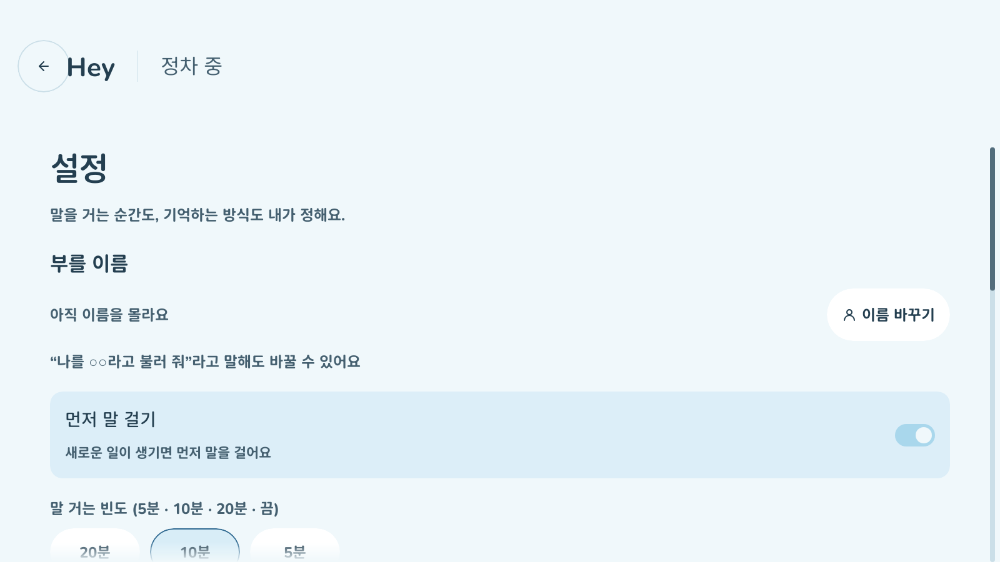 Hey
정차 중
설정
말을 거는 순간도, 기억하는 방식도 내가 정해요.
부를 이름
아직 이름을 몰라요
이름 바꾸기
“나를 ○○라고 불러 줘”라고 말해도 바꿀 수 있어요
먼저 말 걸기
새로운 일이 생기면 먼저 말을 걸어요
말 거는 빈도 (5분 · 10분 · 20분 · 끔)
20분
10분
5분